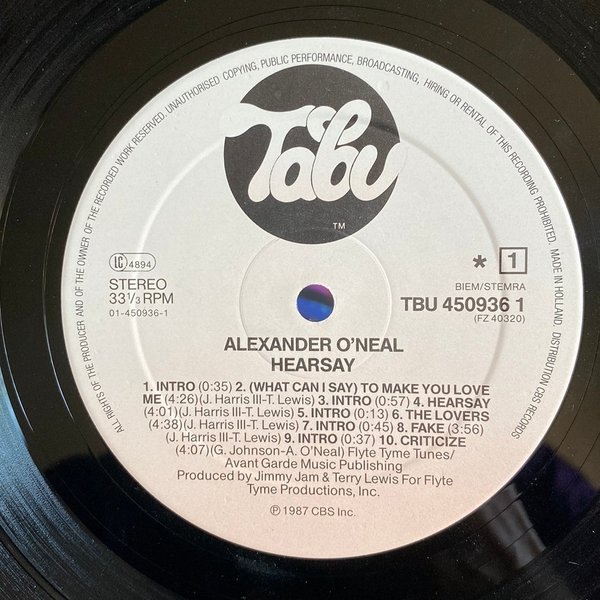 ALL RIGHTS OF THE PRODUCER AND OF THE OWNER OF THE RECORDED WORK RESERVED. UNAUTHORISED COPYING, PUBLIC PERFORMANCE, BROADCASTING, HIRING OR RENTAL OF THIS RECORDING PROHIBITED. MADE IN HOLLAND. DISTRIBUTION CBS RECORDS
Tabu
TM
LC 4894
STEREO
33⅓ RPM
01-450936-1
* 1
BIEM/STEMRA
TBU 450936 1
(FZ 40320)
ALEXANDER O'NEAL
HEARSAY
1. INTRO (0:35) 2. (WHAT CAN I SAY) TO MAKE YOU LOVE
ME (4:26)(J. Harris III-T. Lewis) 3. INTRO (0:57) 4. HEARSAY
(4:01)(J. Harris III-T. Lewis) 5. INTRO (0:13) 6. THE LOVERS
(4:38)(J. Harris III-T. Lewis) 7. INTRO (0:45) 8. FAKE (3:56)
(J. Harris III-T. Lewis) 9. INTRO (0:37) 10. CRITICIZE
(4:07)(G. Johnson-A. O'Neal) Flyte Tyme Tunes/
Avant Garde Music Publishing
Produced by Jimmy Jam & Terry Lewis For Flyte
Tyme Productions, Inc.
℗ 1987 CBS Inc.